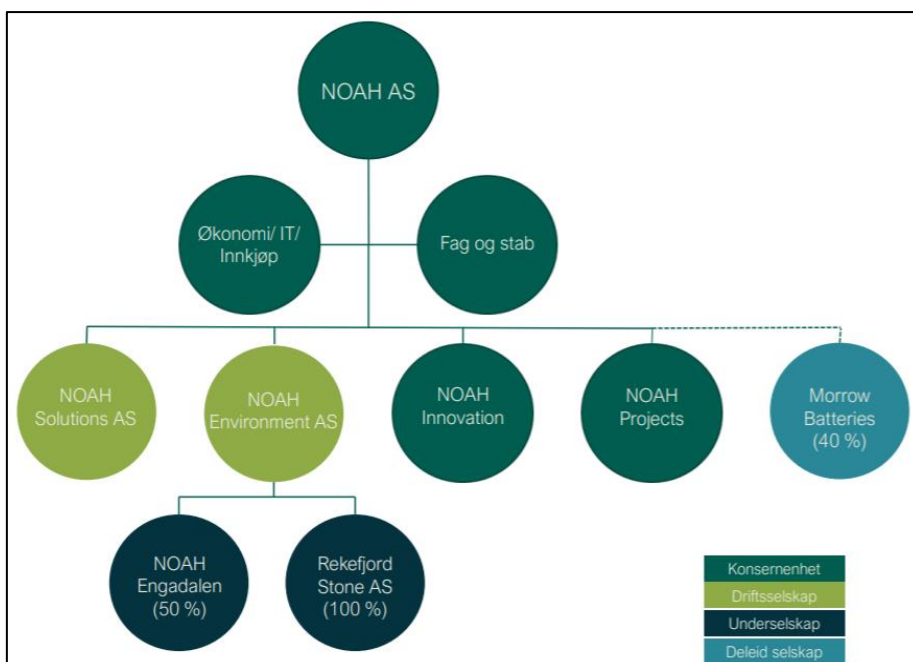 NOAH AS
Økonomi/ IT/
Innkjøp
Fag og stab
NOAH
Solutions AS
NOAH
Environment AS
NOAH
Innovation
NOAH
Projects
Morrow
Batteries
(40 %)
NOAH
Engadalen
(50 %)
Rekefjord
Stone AS
(100 %)
Konsernenhet
Driftsselskap
Underselskap
Deleid selskap